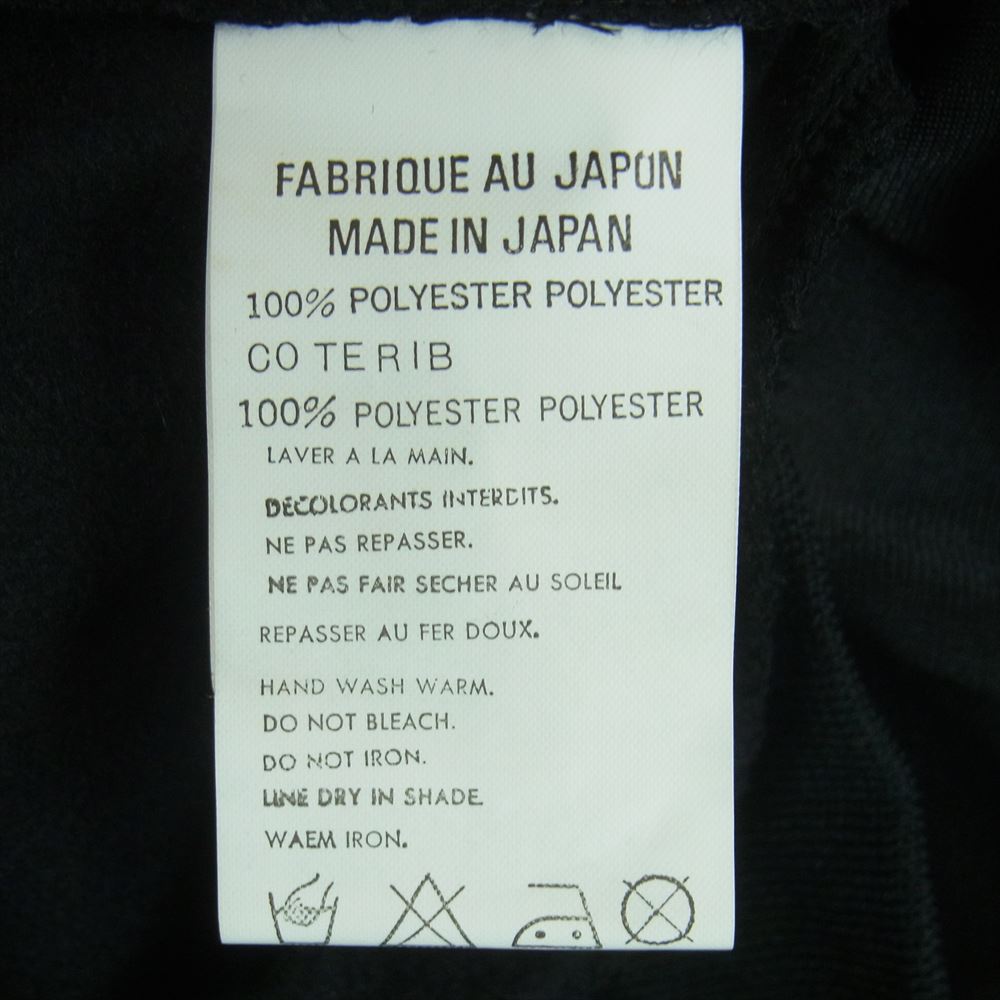 FABRIQUE AU JAPON
MADE IN JAPAN
100% POLYESTER POLYESTER
CO TE RIB
100% POLYESTER POLYESTER
LAVER A LA MAIN.
DECOLORANTS INTERDITS.
NE PAS REPASSER.
NE PAS FAIR SECHER AU SOLEIL
REPASSER AU FER DOUX.
HAND WASH WARM.
DO NOT BLEACH.
DO NOT IRON.
LINE DRY IN SHADE
WAEM IRON.